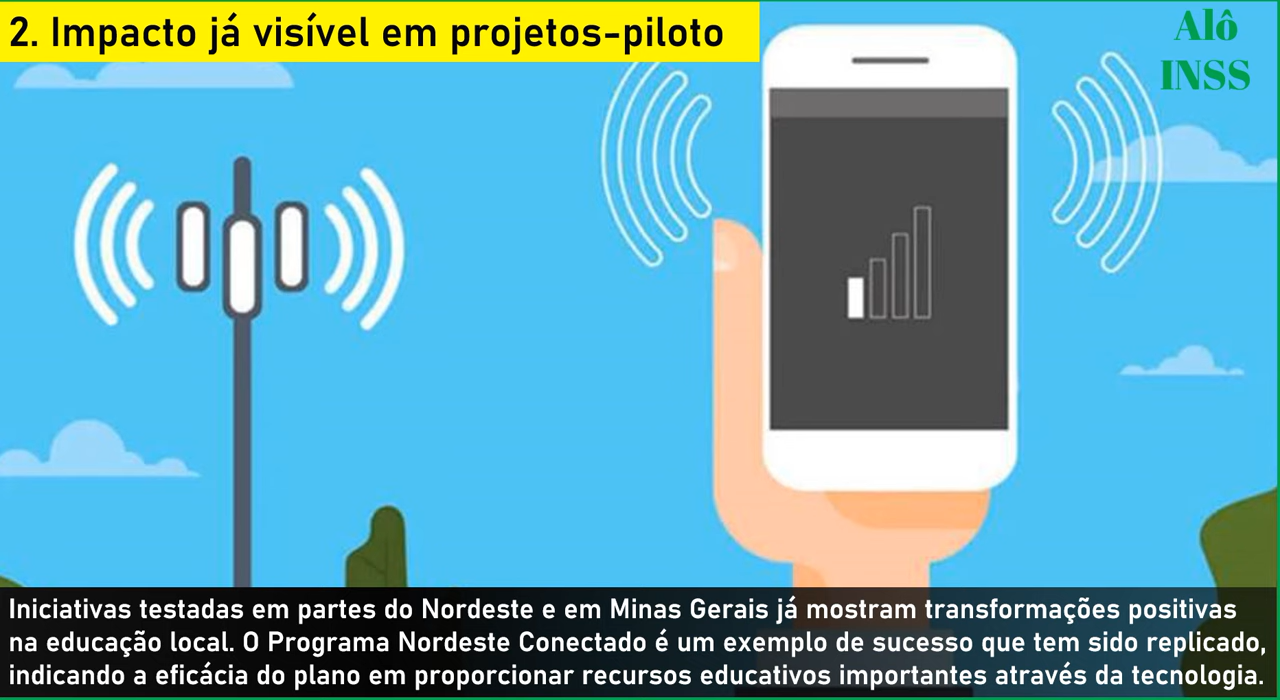 2. Impacto já visível em projetos-piloto
Alô
INSS
Iniciativas testadas em partes do Nordeste e em Minas Gerais já mostram transformações positivas
na educação local. O Programa Nordeste Conectado é um exemplo de sucesso que tem sido replicado,
indicando a eficácia do plano em proporcionar recursos educativos importantes através da tecnologia.